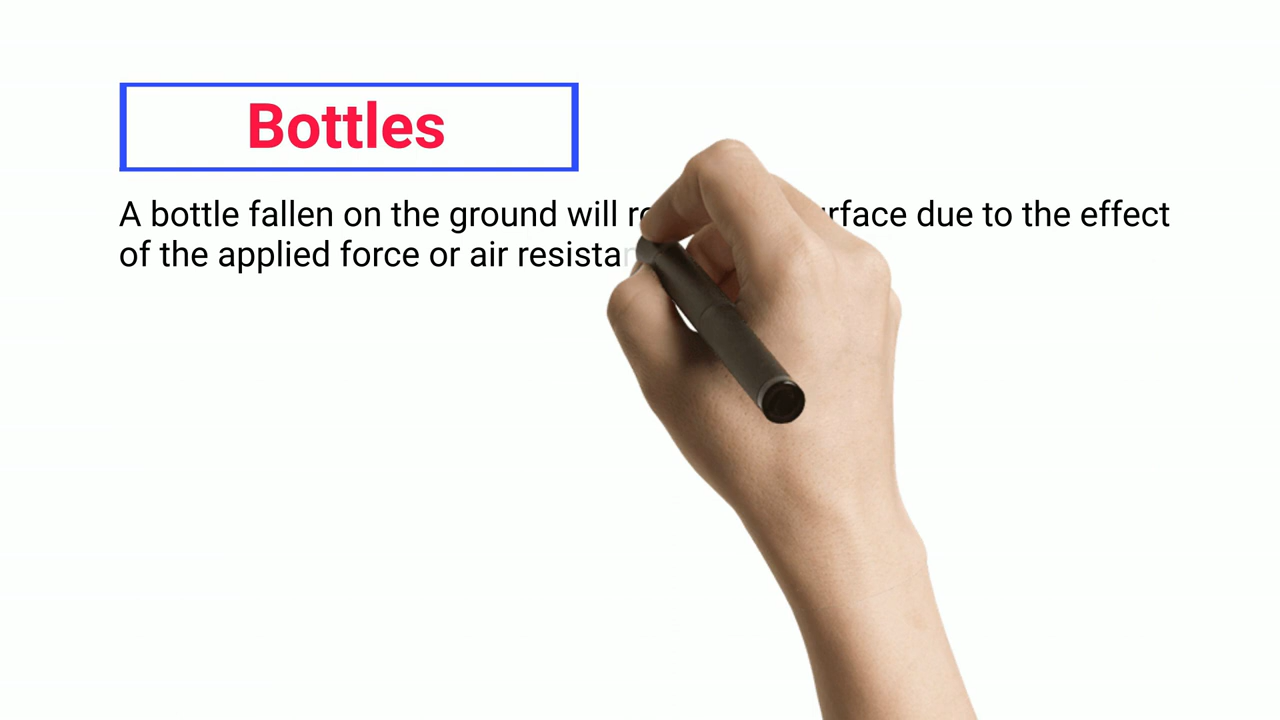 Bottles
A bottle fallen on the ground will due to the effect
of the applied force or air